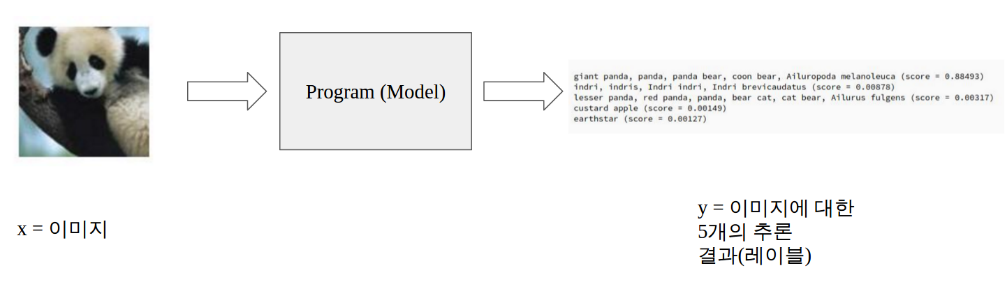 Program (Model)
giant panda, panda, panda bear, coon bear, Ailuropoda melanoleuca (score = 0.88493)
indri, indris, Indri indri, Indri brevicaudatus (score = 0.00878)
lesser panda, red panda, panda, bear cat, cat bear, Ailurus fulgens (score = 0.00317)
custard apple (score = 0.00149)
earthstar (score = 0.00127)
x = 이미지
y = 이미지에 대한
5개의 추론
결과(레이블)